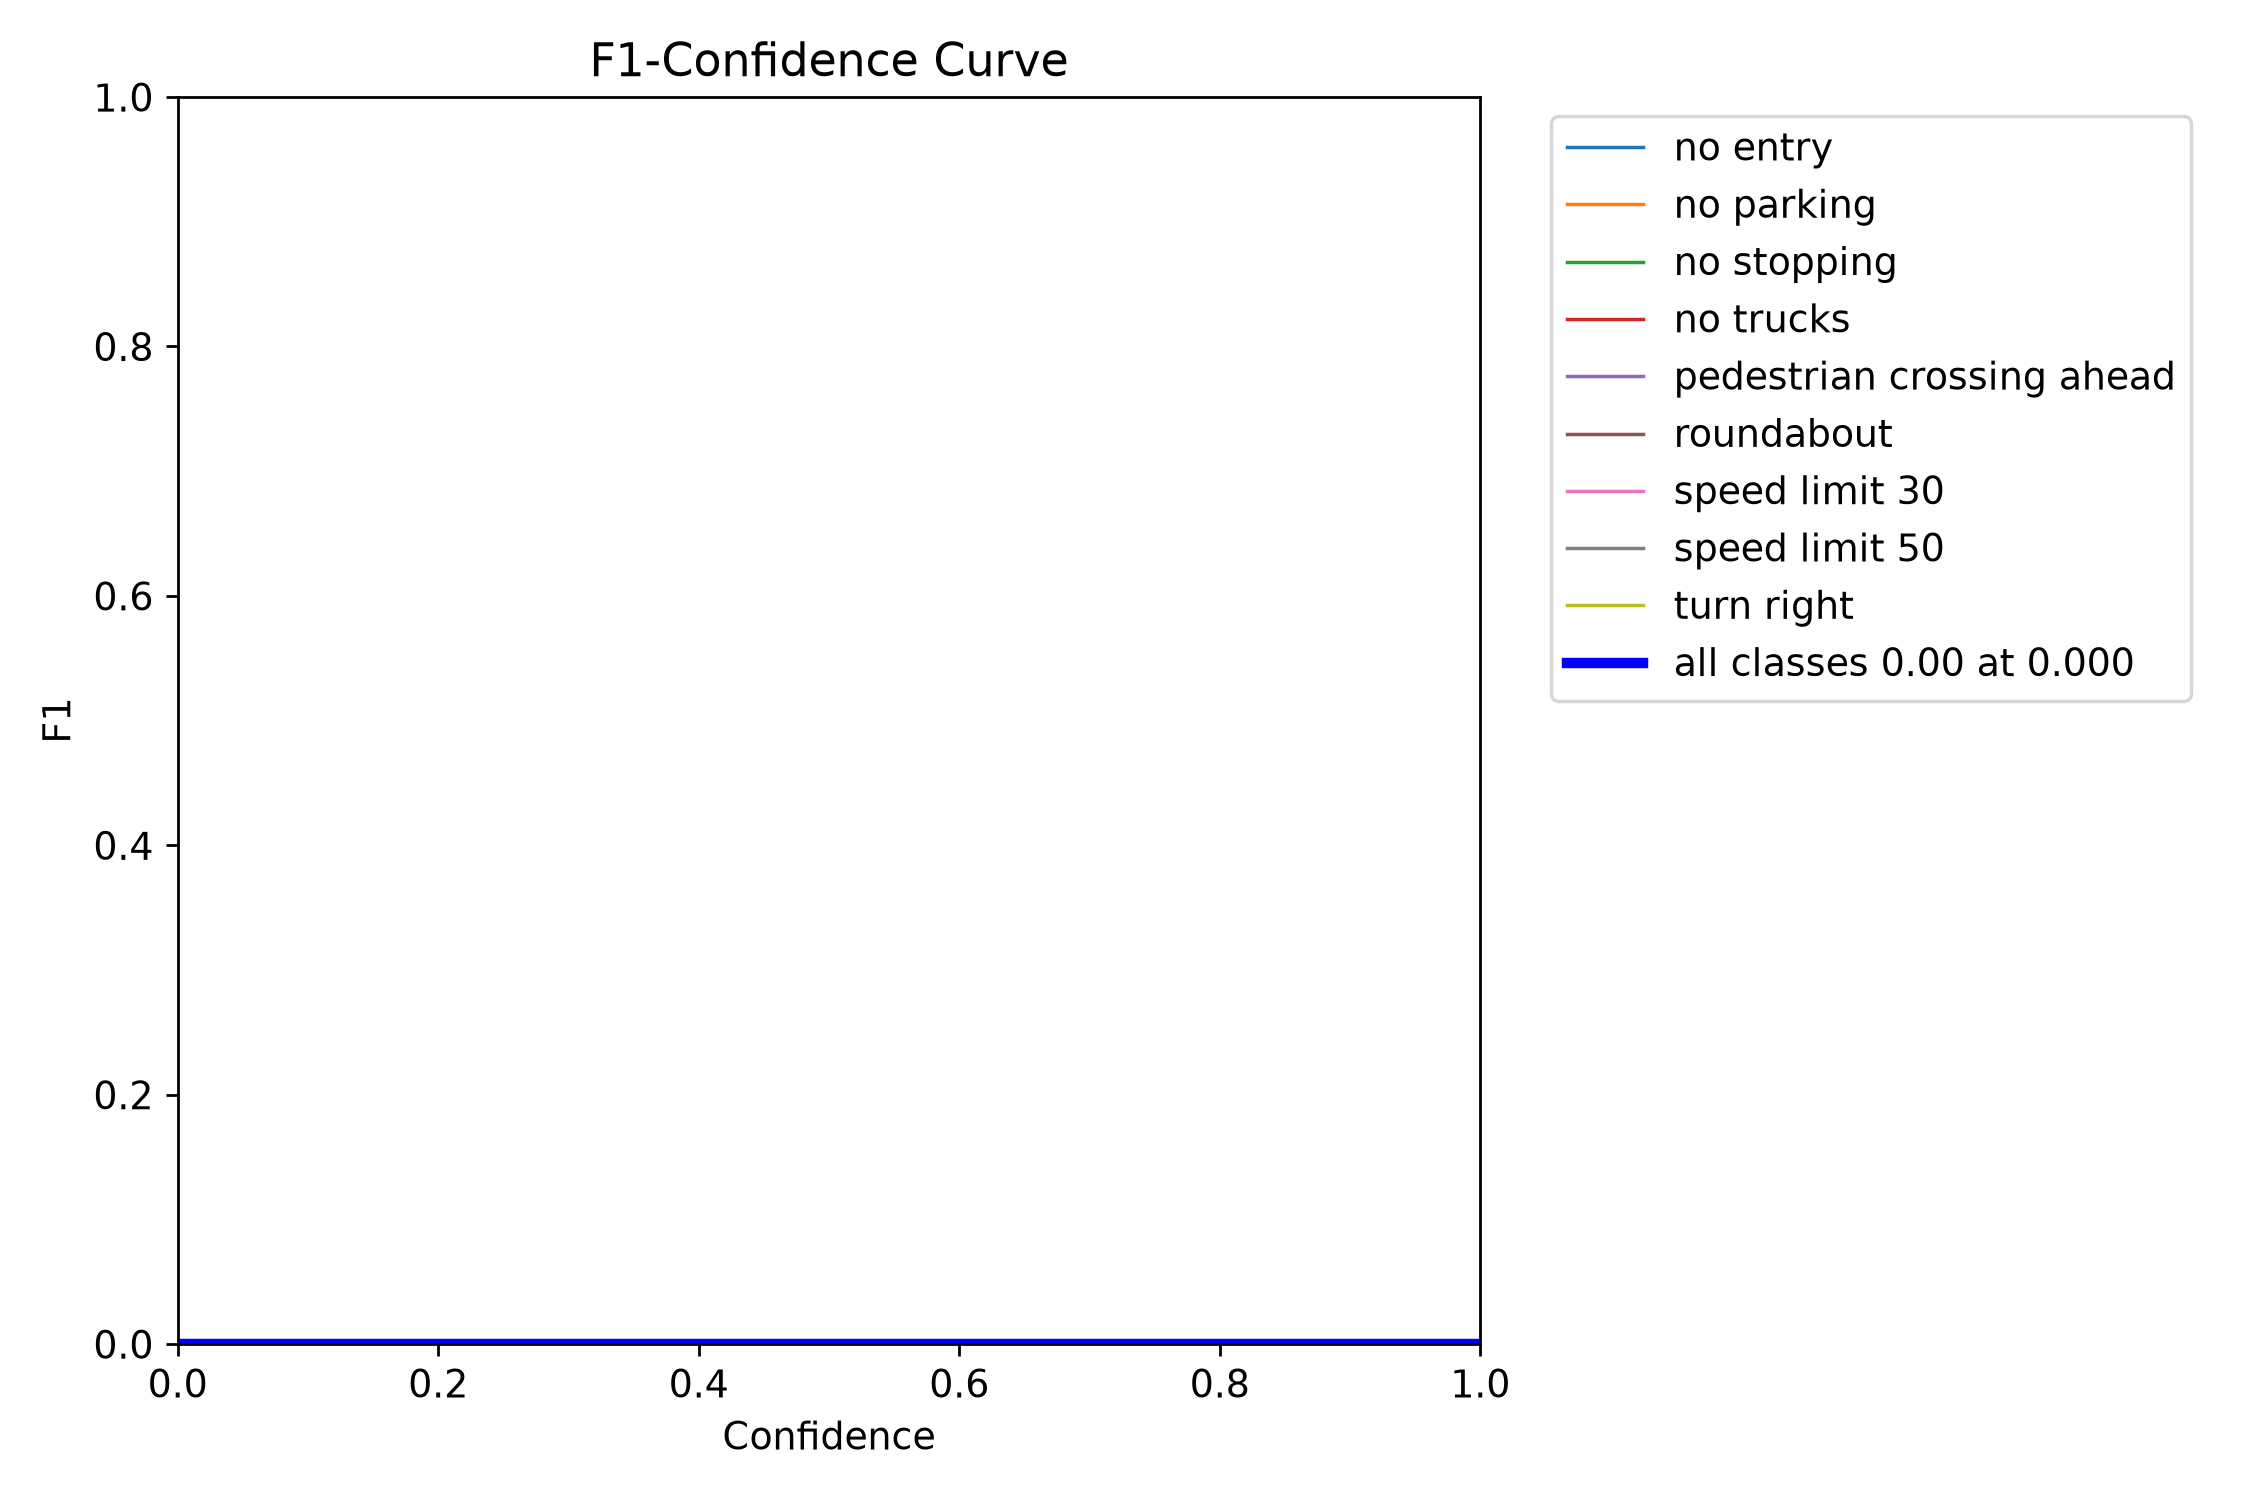 F1-Confidence Curve
1.0
0.8
0.6
0.4
0.2
0.0
F1
0.0 0.2 0.4 0.6 0.8 1.0
Confidence
no entry
no parking
no stopping
no trucks
pedestrian crossing ahead
roundabout
speed limit 30
speed limit 50
turn right
all classes 0.00 at 0.000